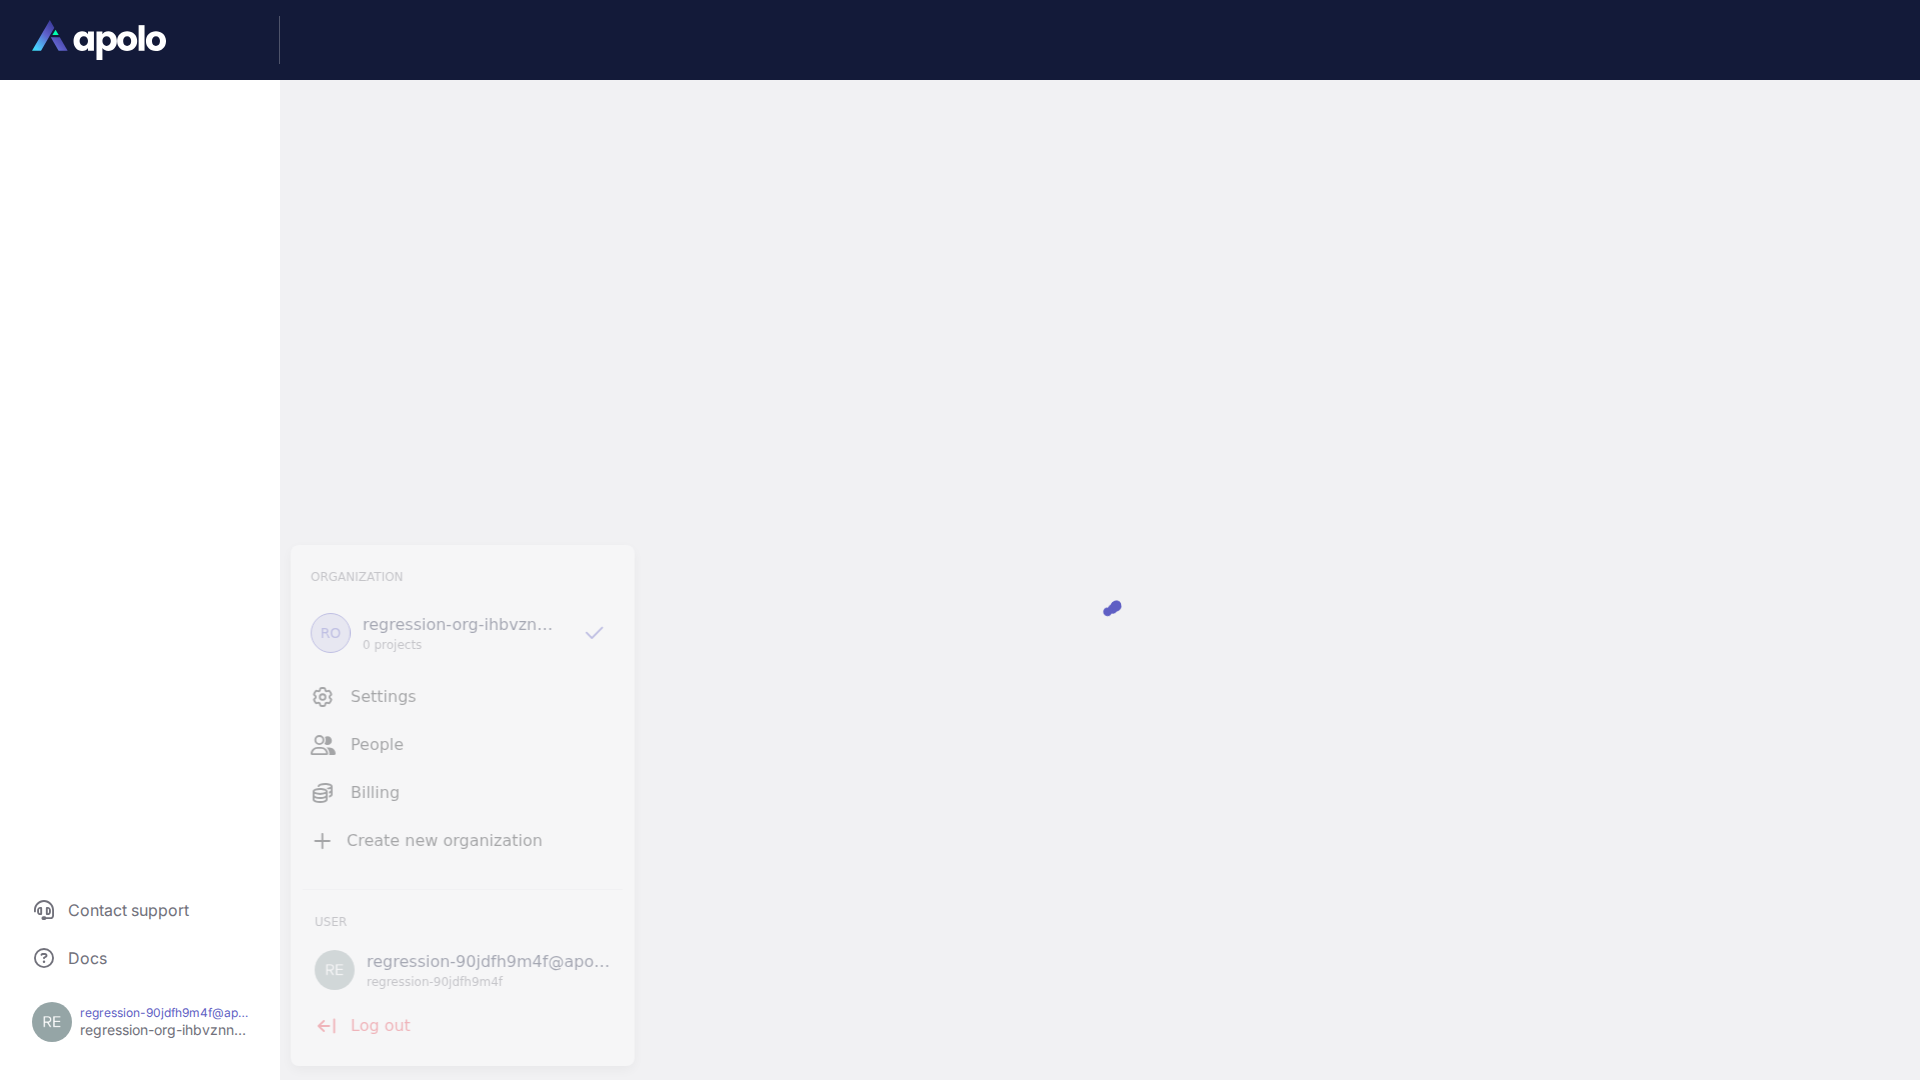 apolo
ORGANIZATION
RO
regression-org-ihbvzn...
0 projects
Settings
People
Billing
Create new organization
USER
RE
regression-90jdfh9m4f@apo...
regression-90jdfh9m4f
Log out
Contact support
Docs
RE
regression-90jdfh9m4f@ap...
regression-org-ihbvznn...